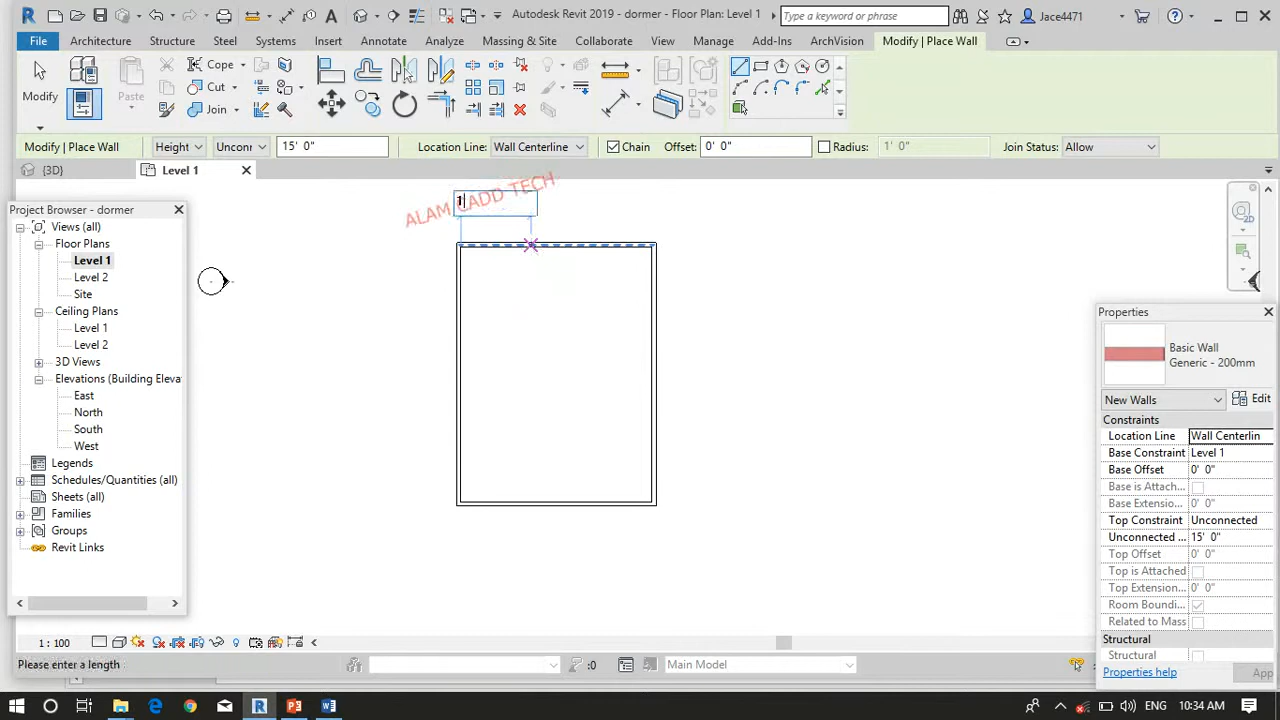 Autodesk Revit 2019 - dormer - Floor Plan: Level 1
Type a keyword or phrase
Jace4471
File
Architecture
Structure
Steel
Systems
Insert
Annotate
Analyze
Massing & Site
Collaborate
View
Manage
Add-Ins
ArchVision
Modify | Place Wall
Modify
Paste
Cope
Cut
Join
Modify | Place Wall
Height
Uncon
15' 0"
Location Line:
Wall Centerline
Chain
Offset:
0' 0"
Radius:
1' 0"
Join Status:
Allow
{3D}
Level 1
Project Browser - dormer
Views (all)
Floor Plans
Level 1
Level 2
Site
Ceiling Plans
Level 1
Level 2
3D Views
Elevations (Building Eleva
East
North
South
West
Legends
Schedules/Quantities (all)
Sheets (all)
Families
Groups
Revit Links
1
ALAM CADD TECH
2D
Properties
Basic Wall
Generic - 200mm
New Walls
Edit
Constraints
Location Line
Wall Centerlin
Base Constraint
Level 1
Base Offset
0' 0"
Base is Attach...
Base Extensio...
0' 0"
Top Constraint
Unconnected
Unconnected ...
15' 0"
Top Offset
0' 0"
Top is Attached
Top Extension...
0' 0"
Room Boundi...
Related to Mass
Structural
Structural
Properties help
App
1 : 100
Please enter a length
:0
Main Model
ENG
10:34 AM